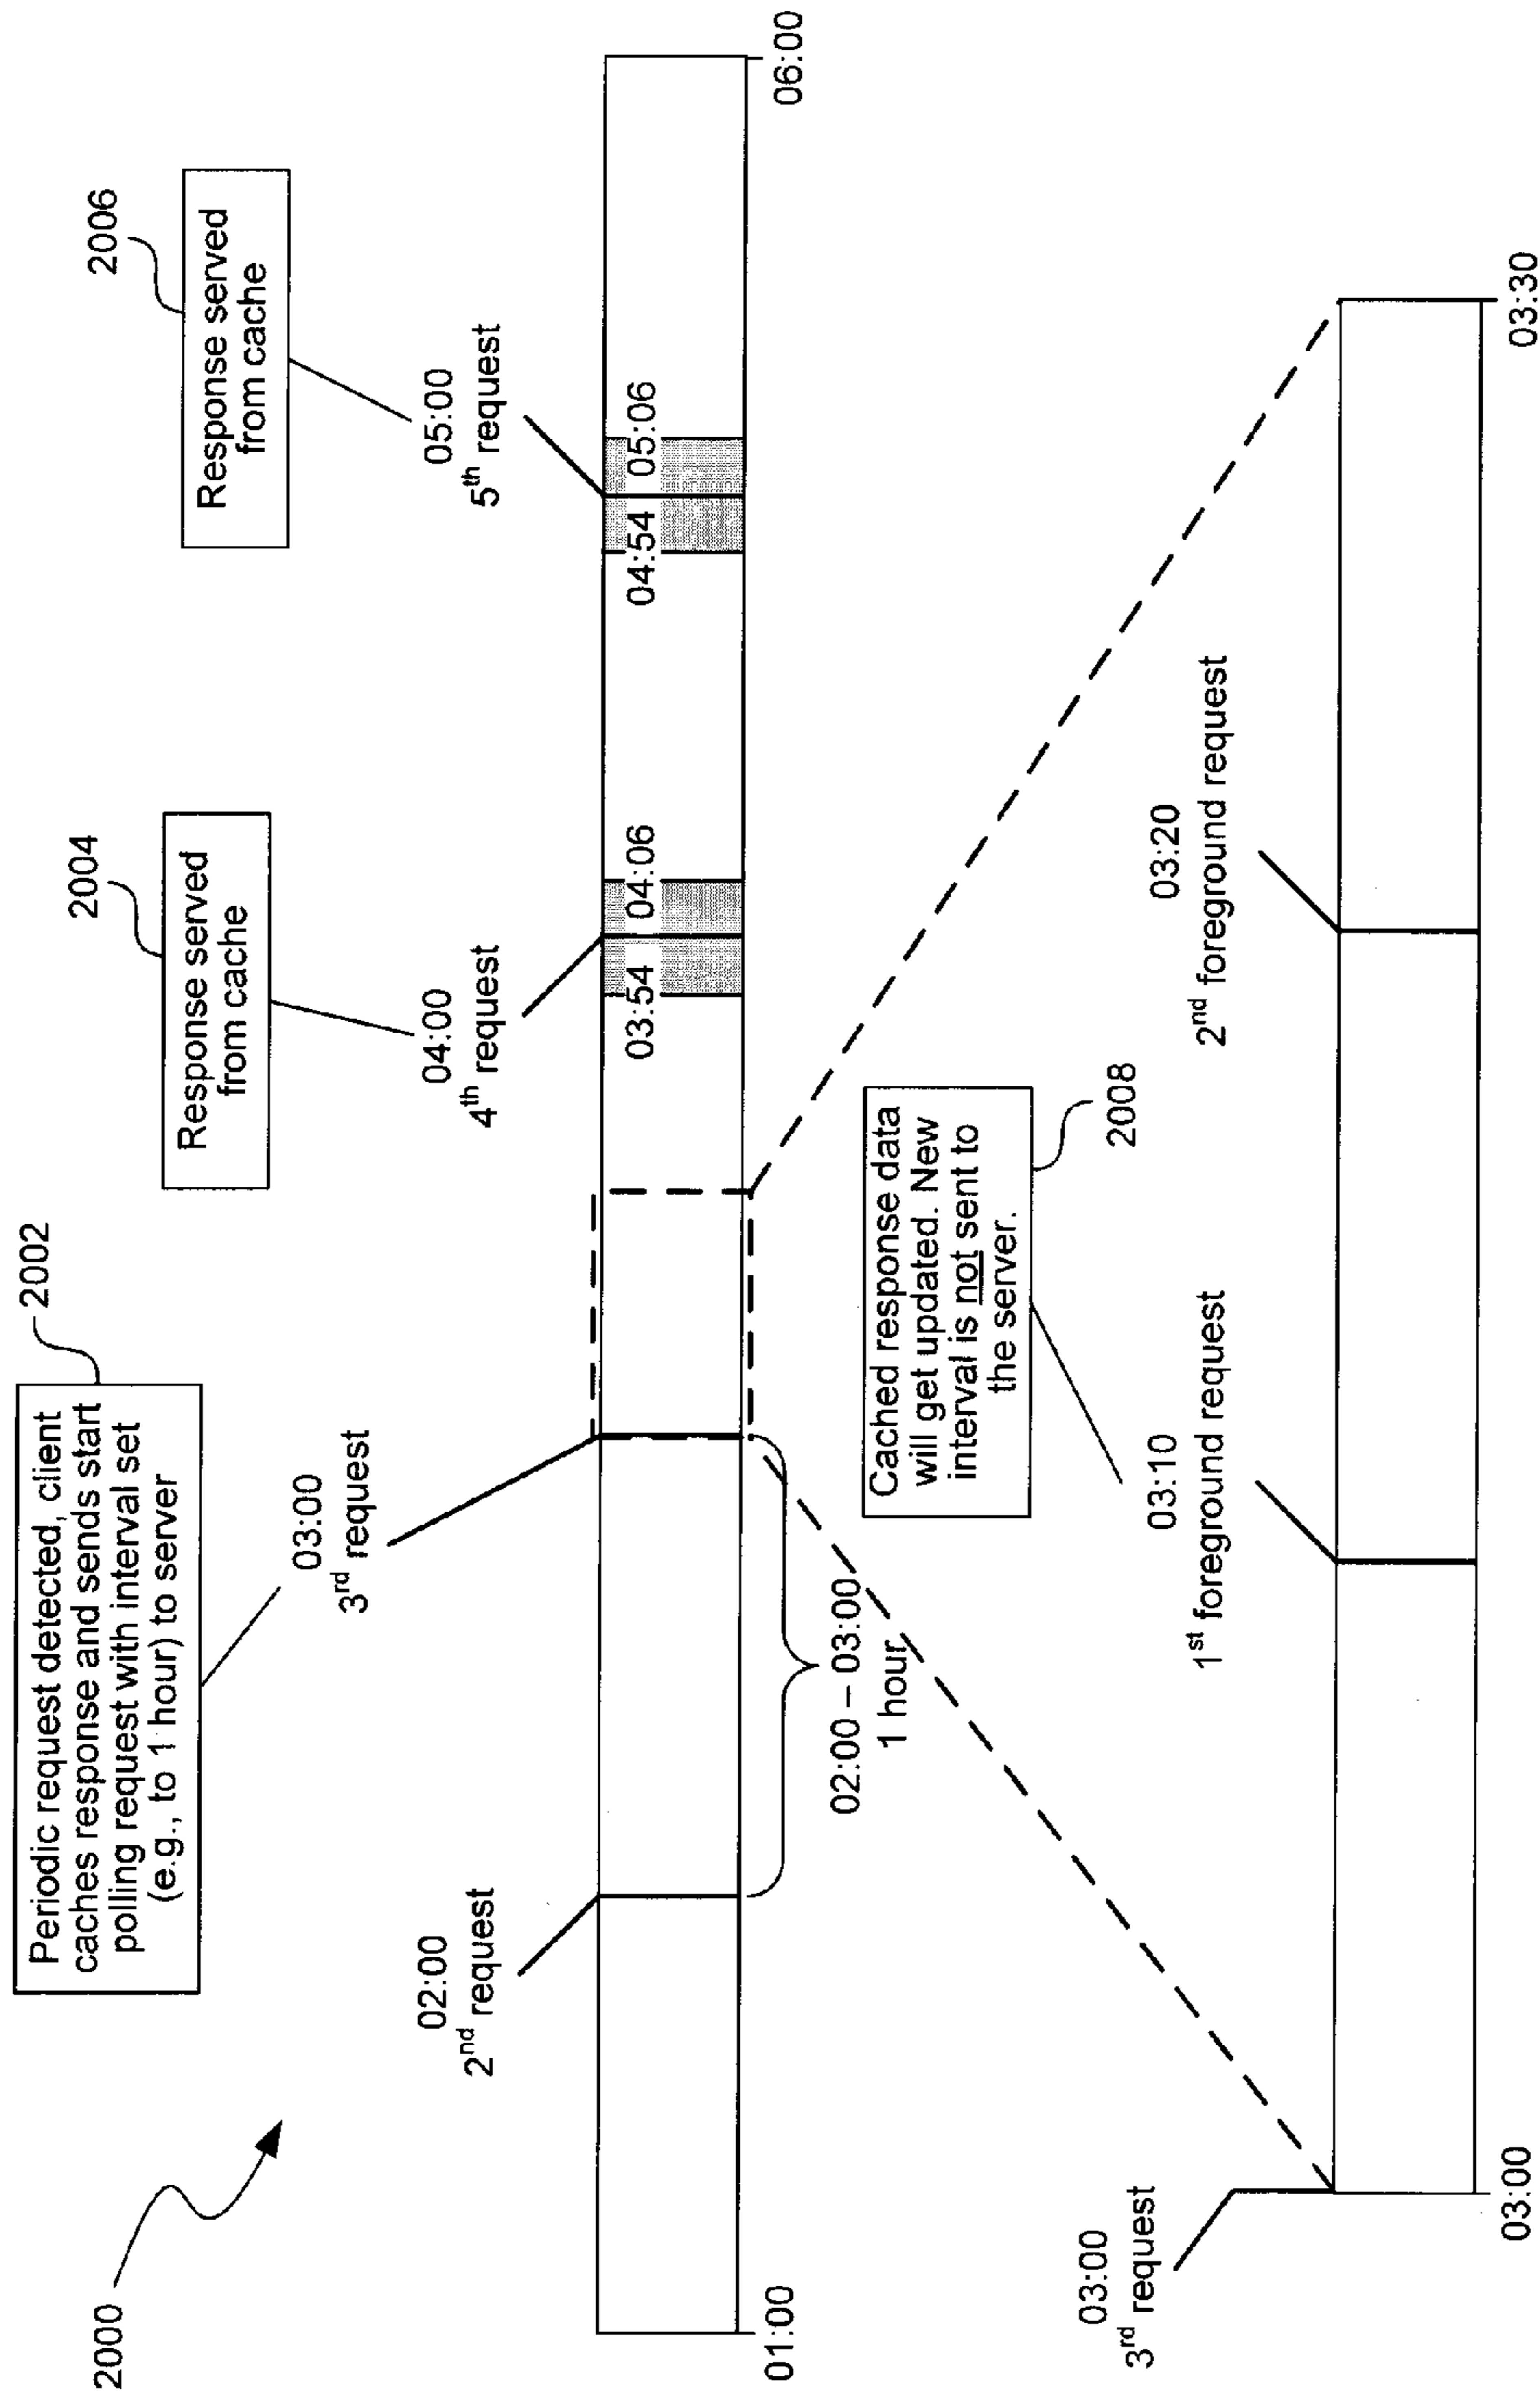 2000
2002
Periodic request detected, client
caches response and sends start
polling request with interval set
(e.g., to 1 hour) to server
2004
Response served
from cache
2006
Response served
from cache
02:00
2nd request
03:00
3rd request
04:00
4th request
05:00
5th request
03:54
04:06
04:54
05:06
01:00
06:00
02:00 – 03:00
1 hour
Cached response data
will get updated. New
interval is not sent to
the server.
2008
03:00
3rd request
03:10
1st foreground request
03:20
2nd foreground request
03:00
03:30